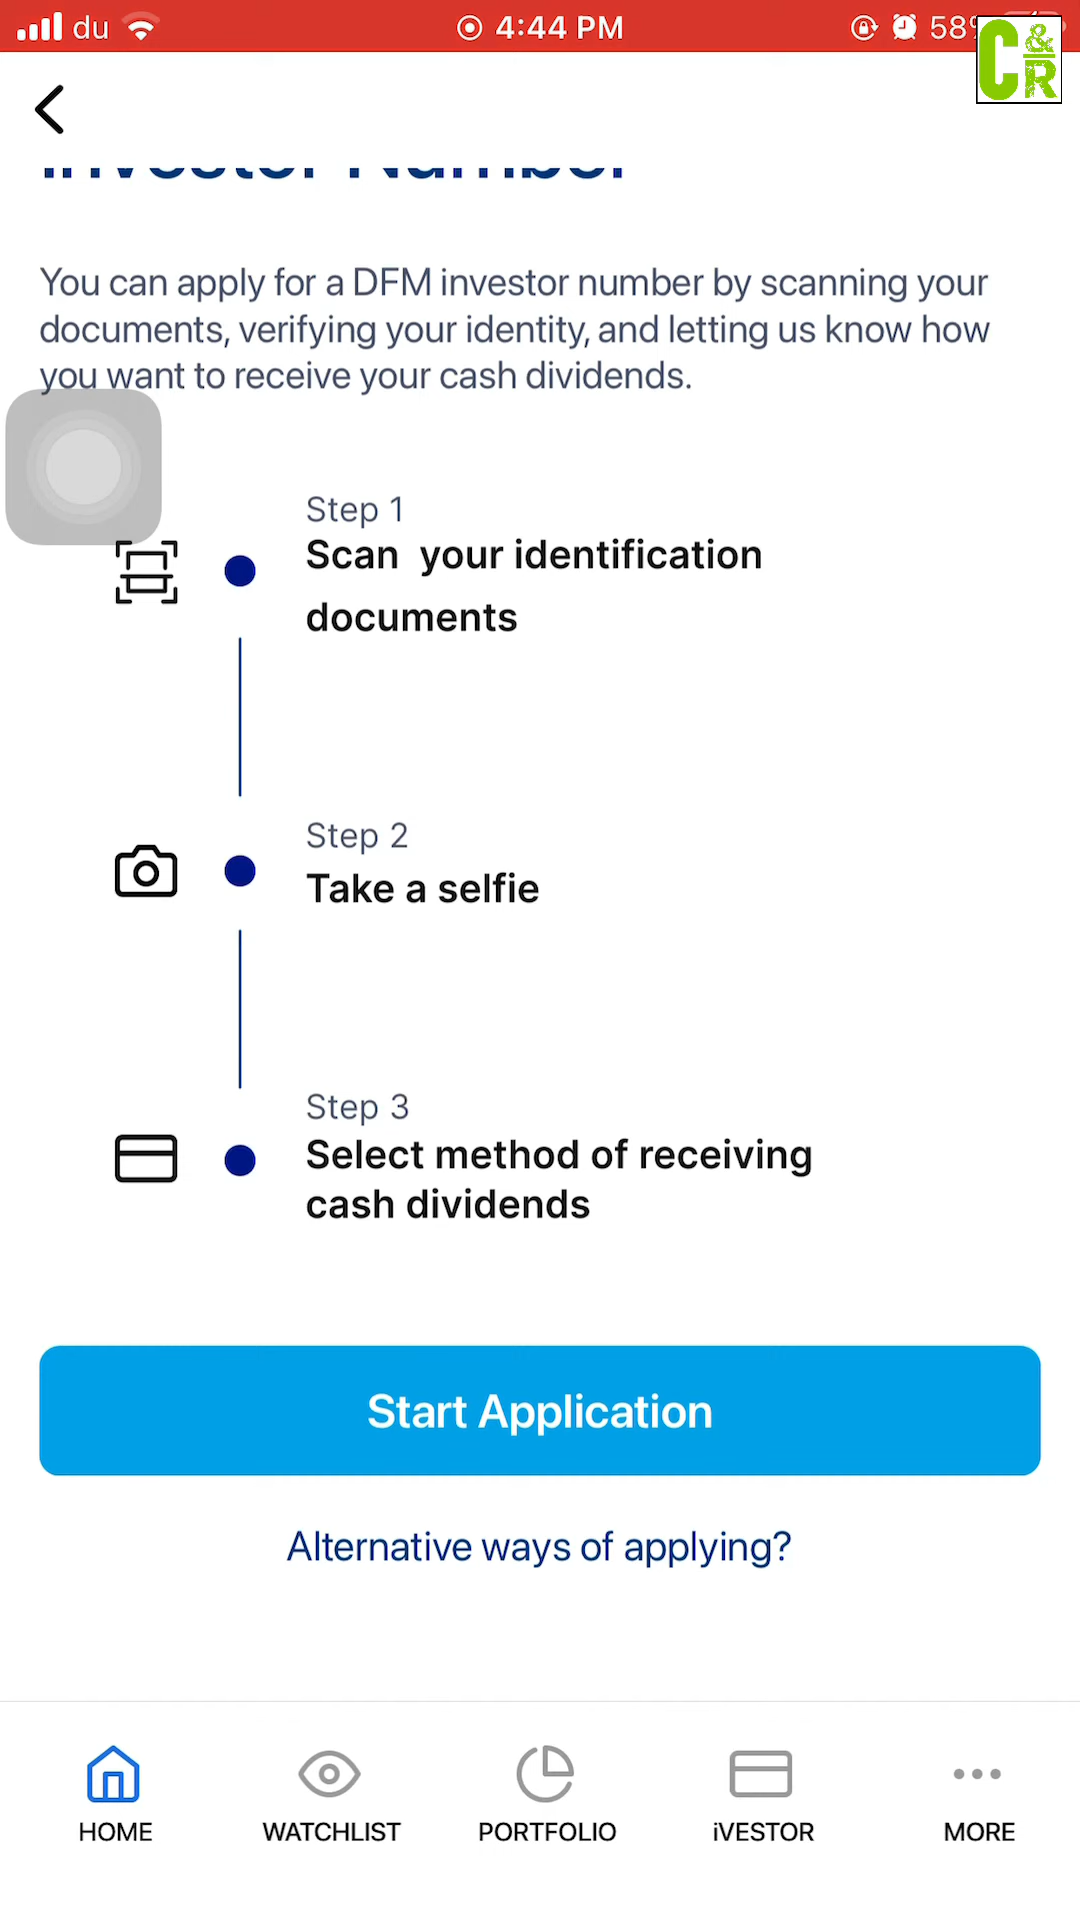 du 4:44 PM 58%
C&R
Investor Number
You can apply for a DFM investor number by scanning your
documents, verifying your identity, and letting us know how
you want to receive your cash dividends.
Step 1
Scan your identification
documents
Step 2
Take a selfie
Step 3
Select method of receiving
cash dividends
Start Application
Alternative ways of applying?
HOME WATCHLIST PORTFOLIO iVESTOR MORE